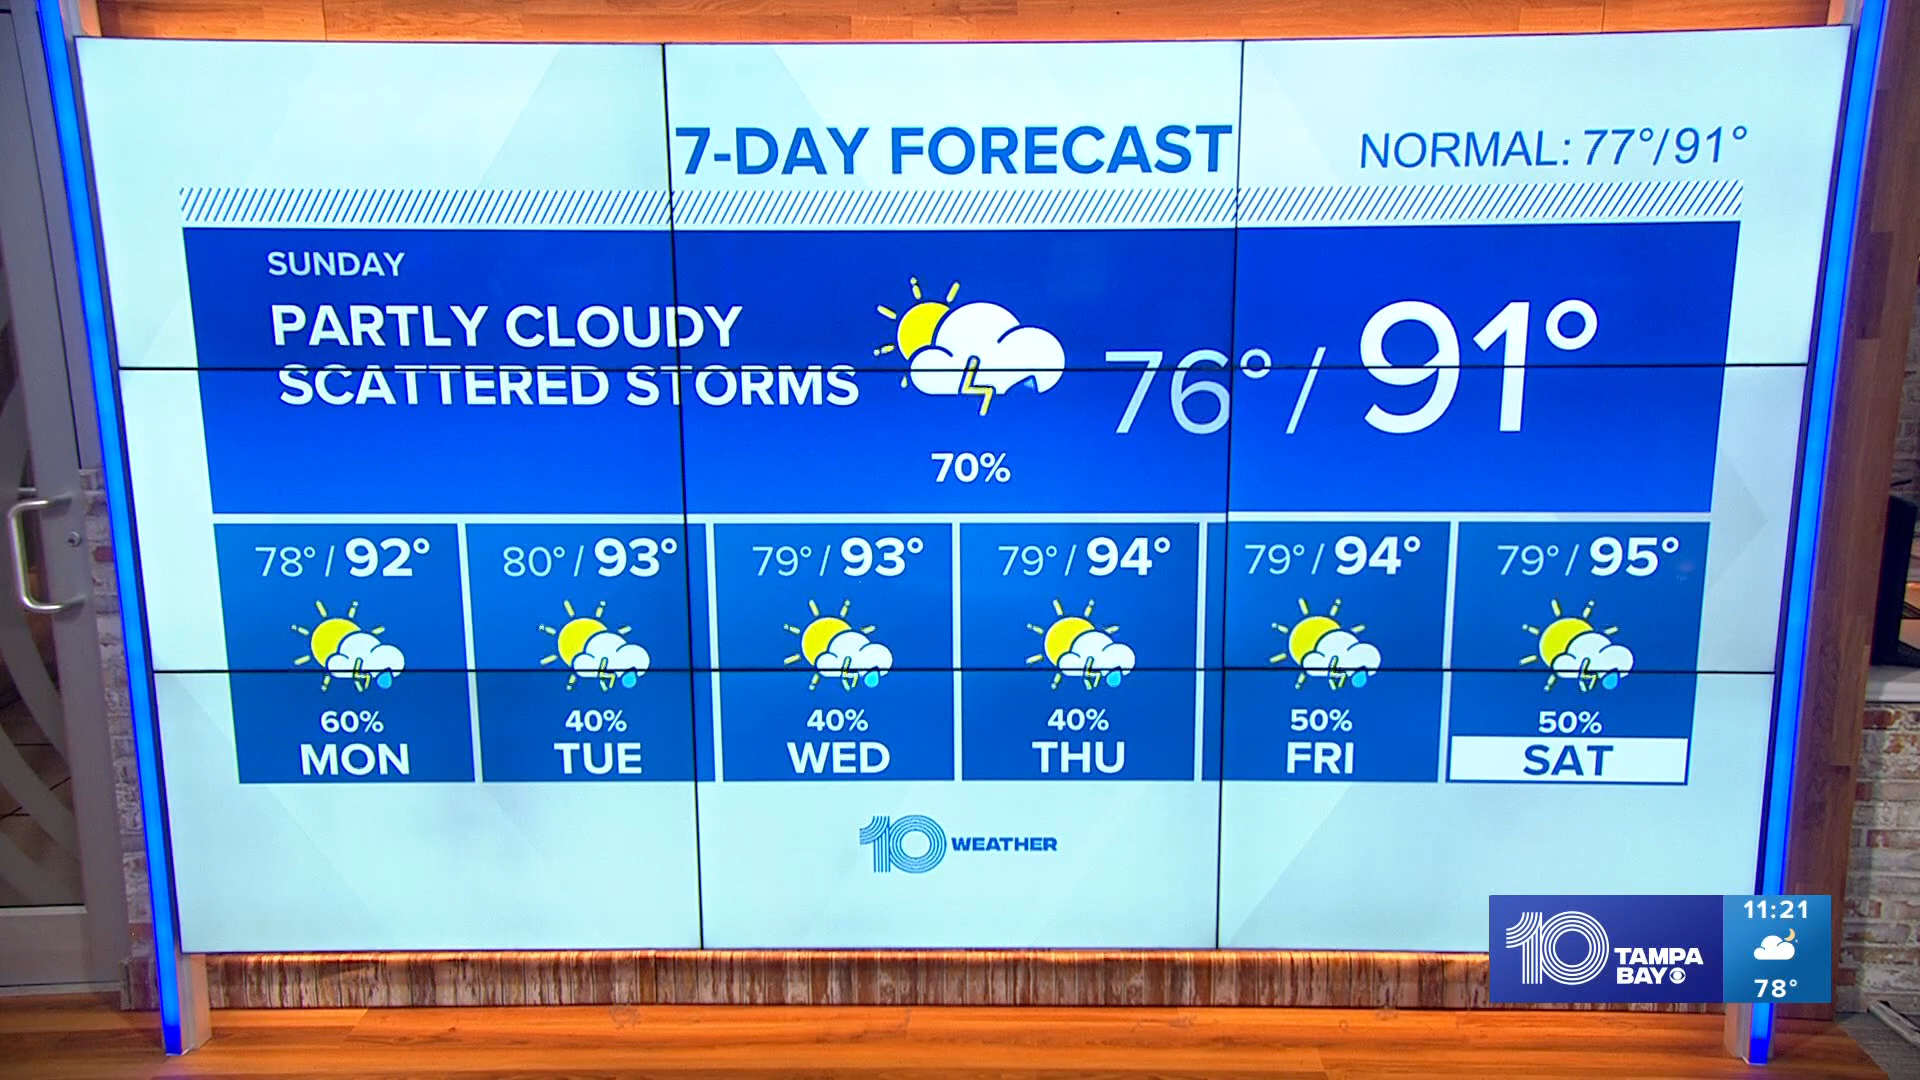 7-DAY FORECAST
NORMAL: 77°/91°
SUNDAY
PARTLY CLOUDY
SCATTERED STORMS
76°/91°
70%
78°/92°
80°/93°
79°/93°
79°/94°
79°/94°
79°/95°
60%
40%
40%
40%
50%
50%
MON
TUE
WED
THU
FRI
SAT
10 WEATHER
10 TAMPA BAY
11:21
78°